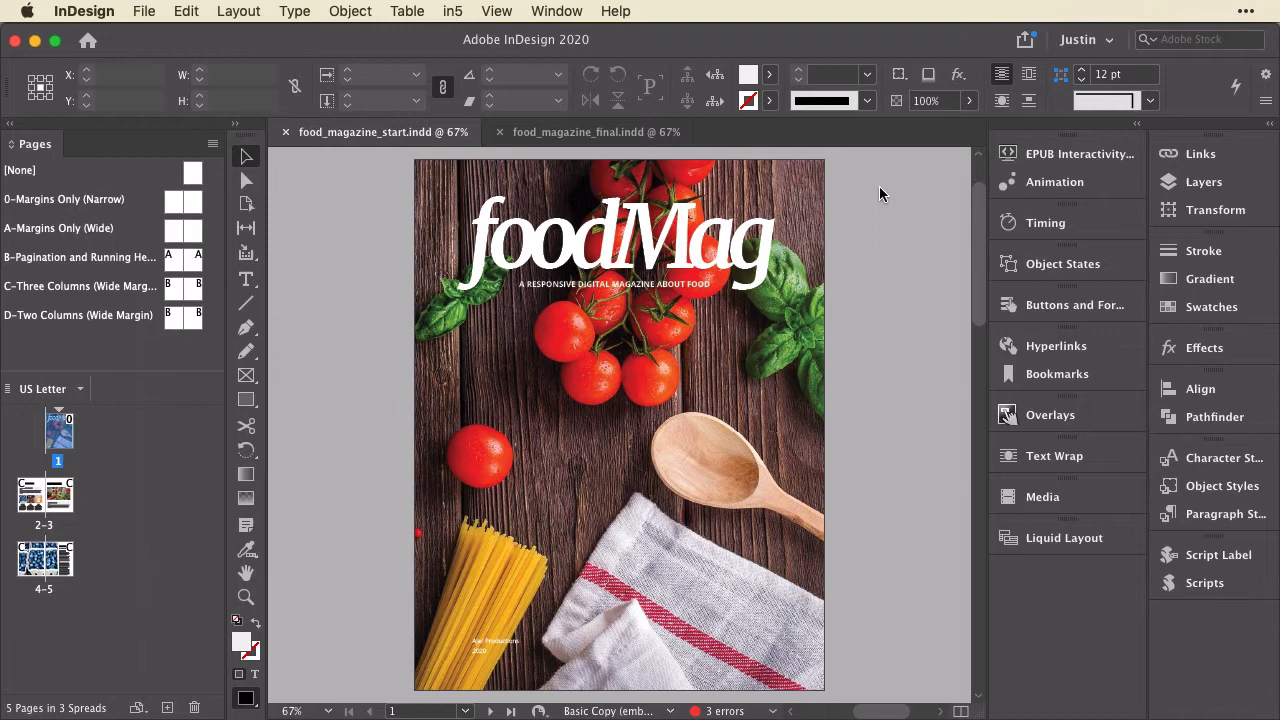 InDesign File Edit Layout Type Object Table in5 View Window Help
Adobe InDesign 2020
Justin
Adobe Stock
X:
W:
12 pt
Y:
H:
100%
P
fx.
Pages
food_magazine_start.indd @ 67%
food_magazine_final.indd @ 67%
[None]
0-Margins Only (Narrow)
A-Margins Only (Wide)
B-Pagination and Running He...
A A
C-Three Columns (Wide Marg...
B B
D-Two Columns (Wide Margin)
B B
US Letter
1
2-3
4-5
5 Pages in 3 Spreads
foodMag
A RESPONSIVE DIGITAL MAGAZINE ABOUT FOOD
Ajar Productions
2020
67%
1
Basic Copy (emb...
3 errors
EPUB Interactivity...
Animation
Timing
Object States
Buttons and For...
Hyperlinks
Bookmarks
Overlays
Text Wrap
Media
Liquid Layout
Links
Layers
Transform
Stroke
Gradient
Swatches
fx Effects
Align
Pathfinder
Character St...
Object Styles
Paragraph St...
Script Label
Scripts